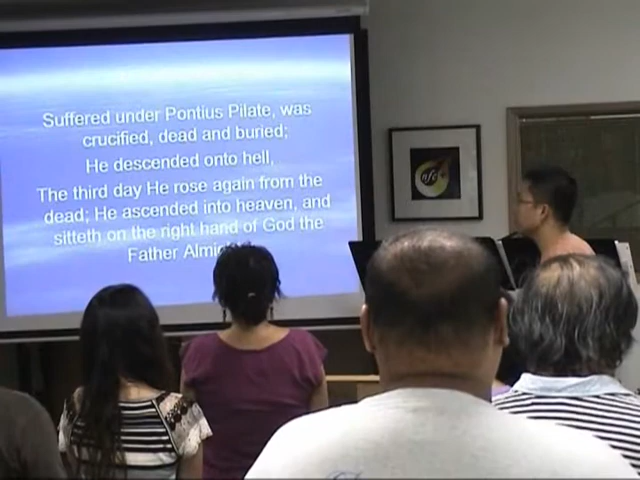 Suffered under Pontius Pilate, was
crucified, dead and buried;
He descended onto hell,
The third day He rose again from the
dead; He ascended into heaven, and
sitteth on the right hand of God the
Father